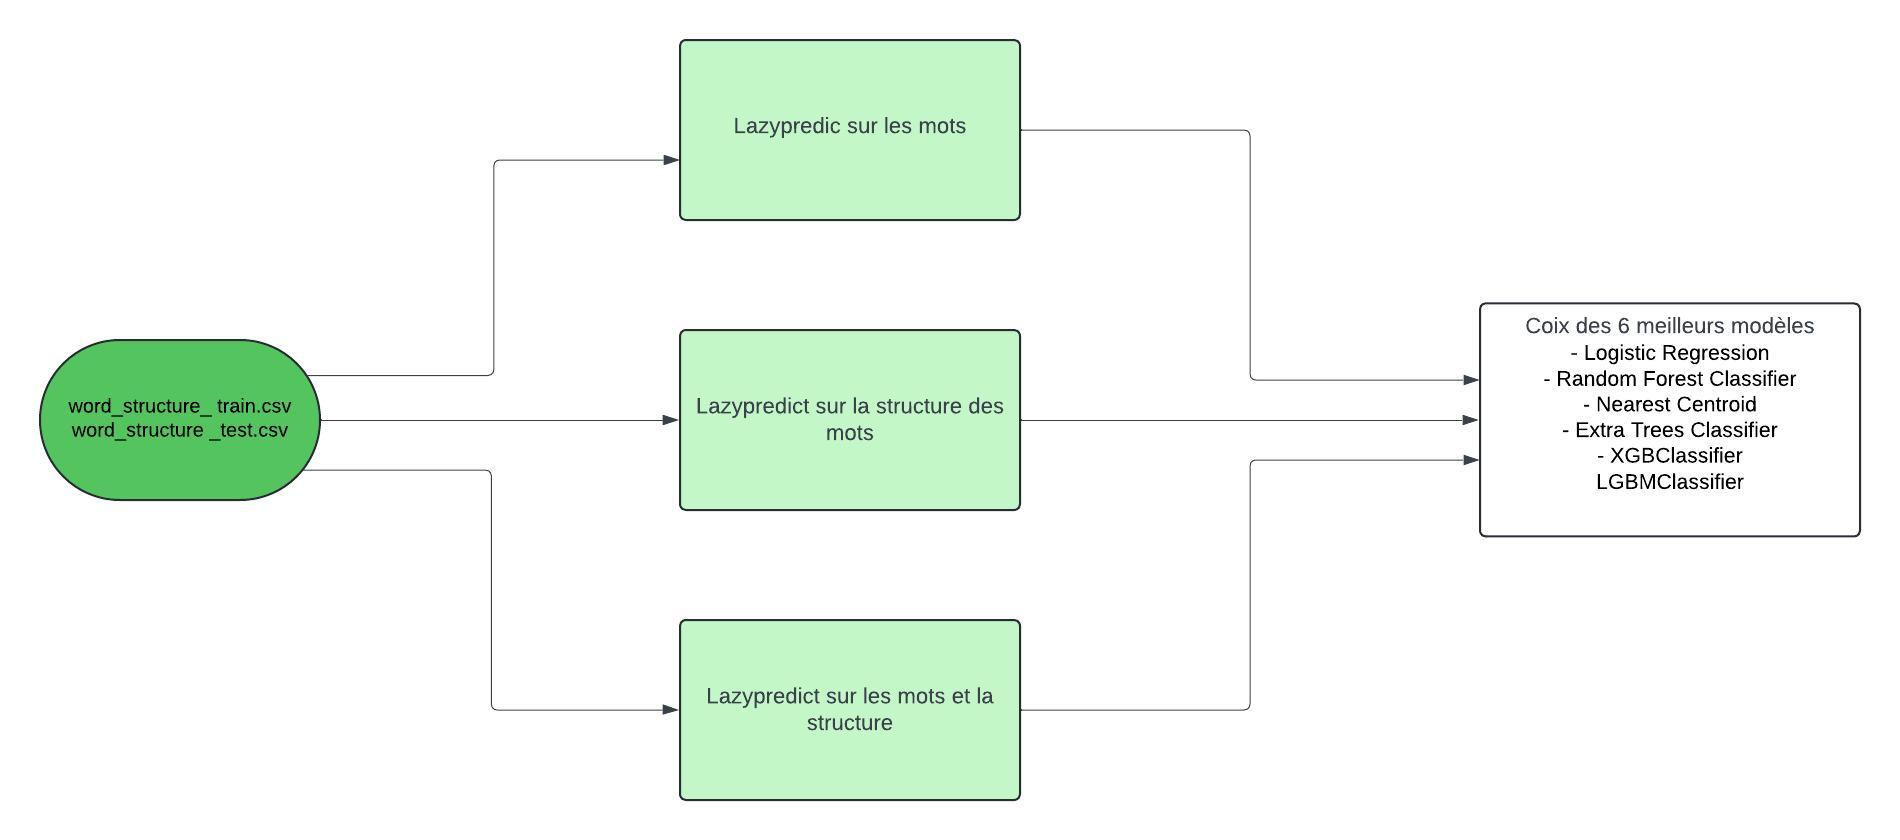 word_structure_ train.csv
word_structure _test.csv
Lazypredic sur les mots
Lazypredict sur la structure des
mots
Lazypredict sur les mots et la
structure
Coix des 6 meilleurs modèles
- Logistic Regression
- Random Forest Classifier
- Nearest Centroid
- Extra Trees Classifier
- XGBClassifier
LGBMClassifier